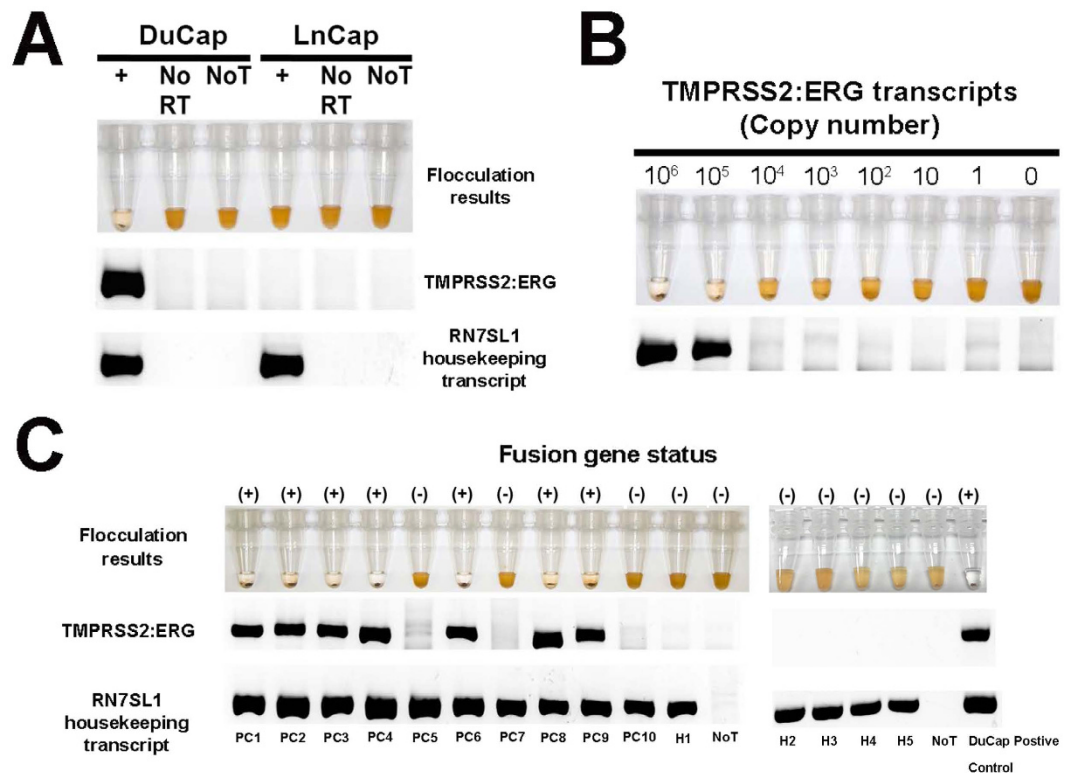 A
DuCap LnCap
+ No NoT + No NoT
RT RT
Flocculation
results
TMPRSS2:ERG
RN7SL1
housekeeping
transcript
B
TMPRSS2:ERG transcripts
(Copy number)
10⁶ 10⁵ 10⁴ 10³ 10² 10 1 0
C
Fusion gene status
(+) (+) (+) (+) (-) (+) (-) (+) (+) (-) (-) (-) (-) (-) (-) (-) (-) (+)
Flocculation
results
TMPRSS2:ERG
RN7SL1
housekeeping
transcript
PC1 PC2 PC3 PC4 PC5 PC6 PC7 PC8 PC9 PC10 H1 NoT H2 H3 H4 H5 NoT DuCap Postive
Control